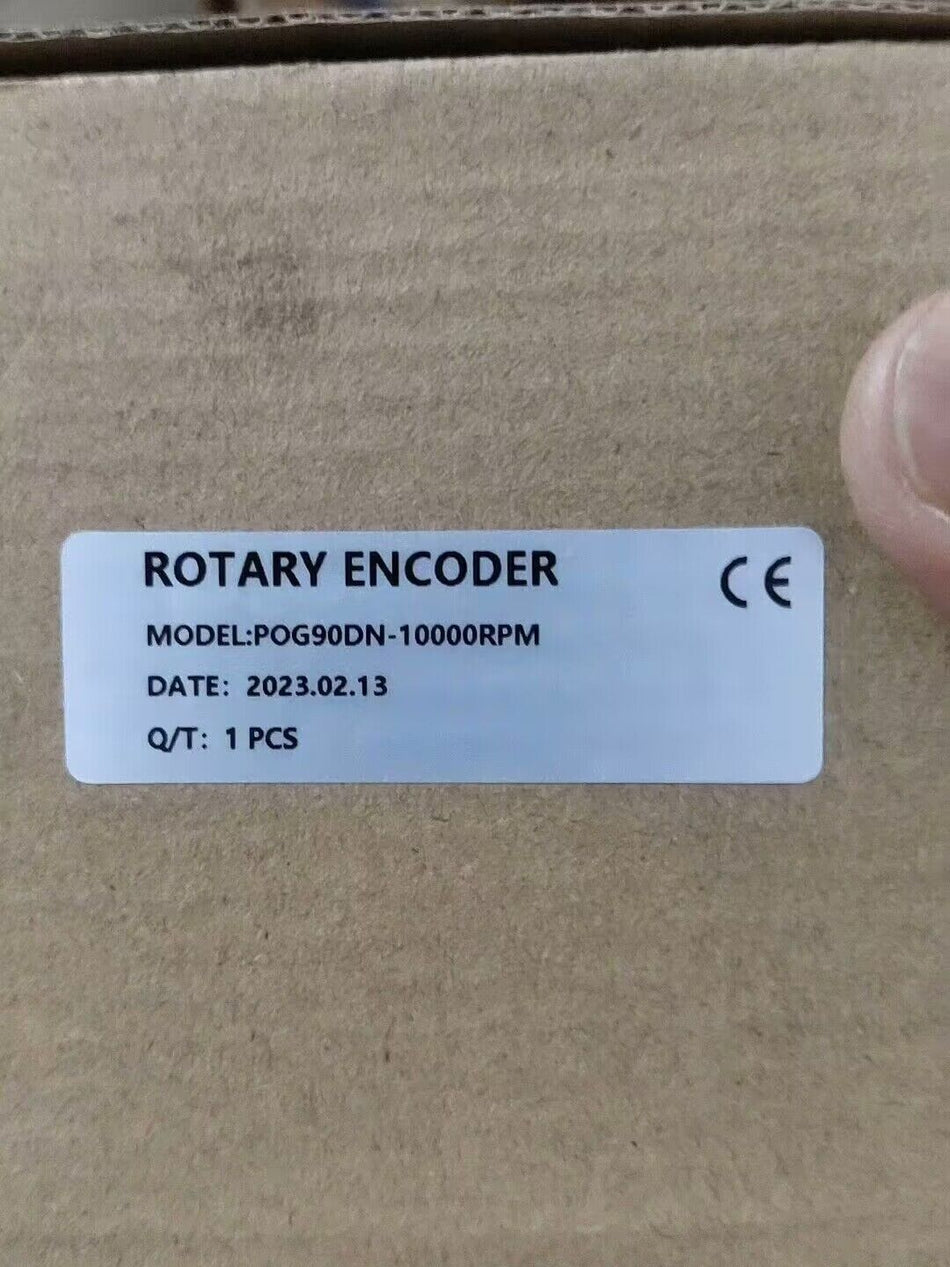 ROTARY ENCODER
CE
MODEL:POG90DN-10000RPM
DATE: 2023.02.13
Q/T: 1 PCS